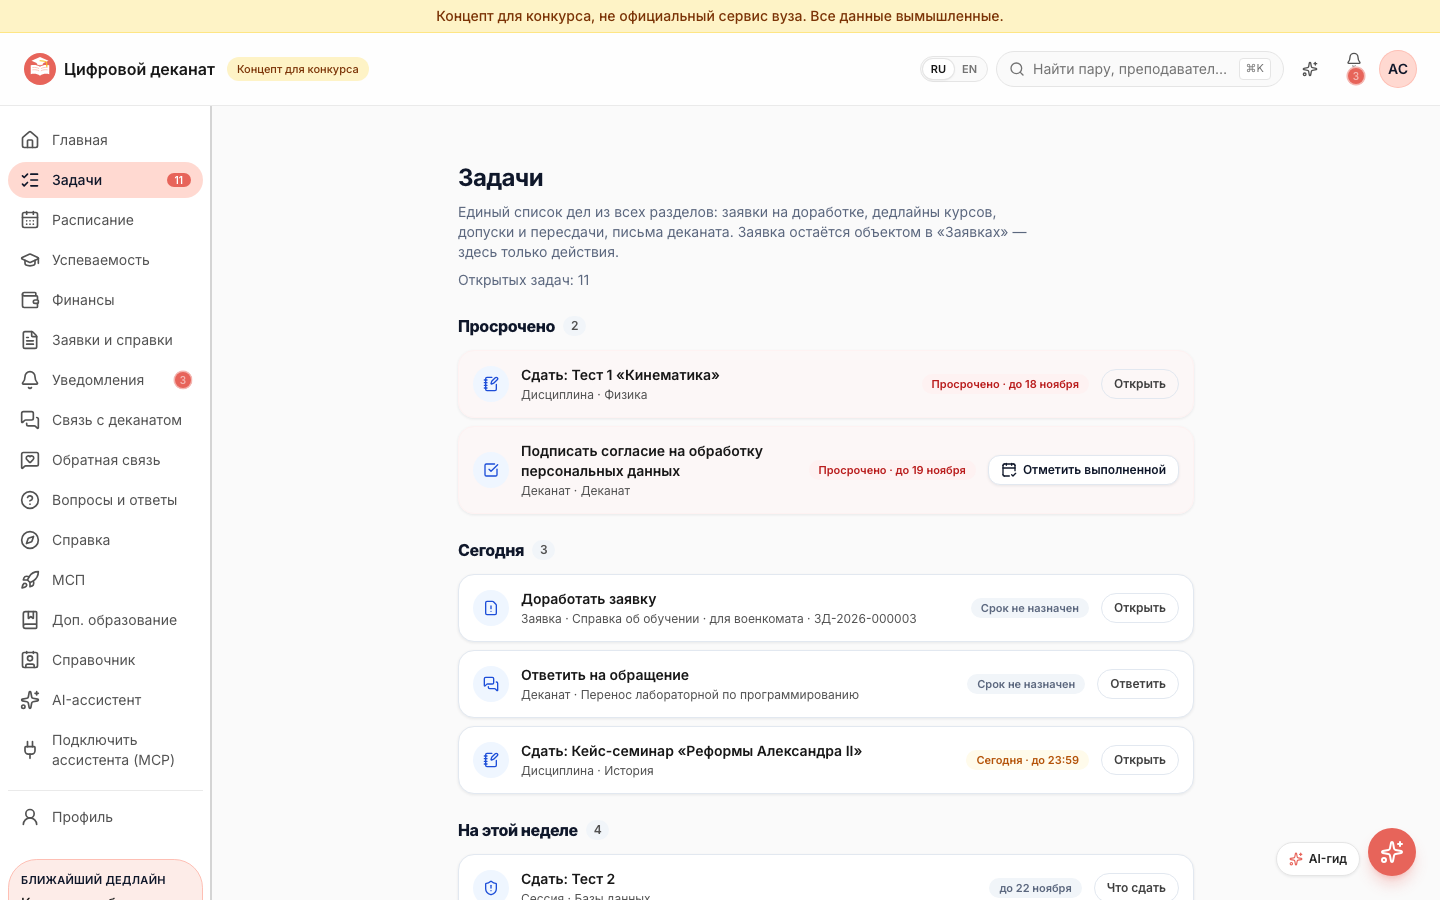 Концепт для конкурса, не официальный сервис вуза. Все данные вымышленные.
Цифровой деканат
Концепт для конкурса
RU EN
Найти пару, преподавател...
⌘K
3
АС
Главная
Задачи 11
Расписание
Успеваемость
Финансы
Заявки и справки
Уведомления 3
Связь с деканатом
Обратная связь
Вопросы и ответы
Справка
МСП
Доп. образование
Справочник
AI-ассистент
Подключить
ассистента (MCP)
Профиль
БЛИЖАЙШИЙ ДЕДЛАЙН
Задачи
Единый список дел из всех разделов: заявки на доработке, дедлайны курсов,
допуски и пересдачи, письма деканата. Заявка остаётся объектом в «Заявках» —
здесь только действия.
Открытых задач: 11
Просрочено 2
Сдать: Тест 1 «Кинематика»
Дисциплина · Физика
Просрочено · до 18 ноября
Открыть
Подписать согласие на обработку
персональных данных
Деканат · Деканат
Просрочено · до 19 ноября
Отметить выполненной
Сегодня 3
Доработать заявку
Заявка · Справка об обучении · для военкомата · ЗД-2026-000003
Срок не назначен
Открыть
Ответить на обращение
Деканат · Перенос лабораторной по программированию
Срок не назначен
Ответить
Сдать: Кейс-семинар «Реформы Александра II»
Дисциплина · История
Сегодня · до 23:59
Открыть
На этой неделе 4
Сдать: Тест 2
Сессия · Базы данных
до 22 ноября
Что сдать
AI-гид